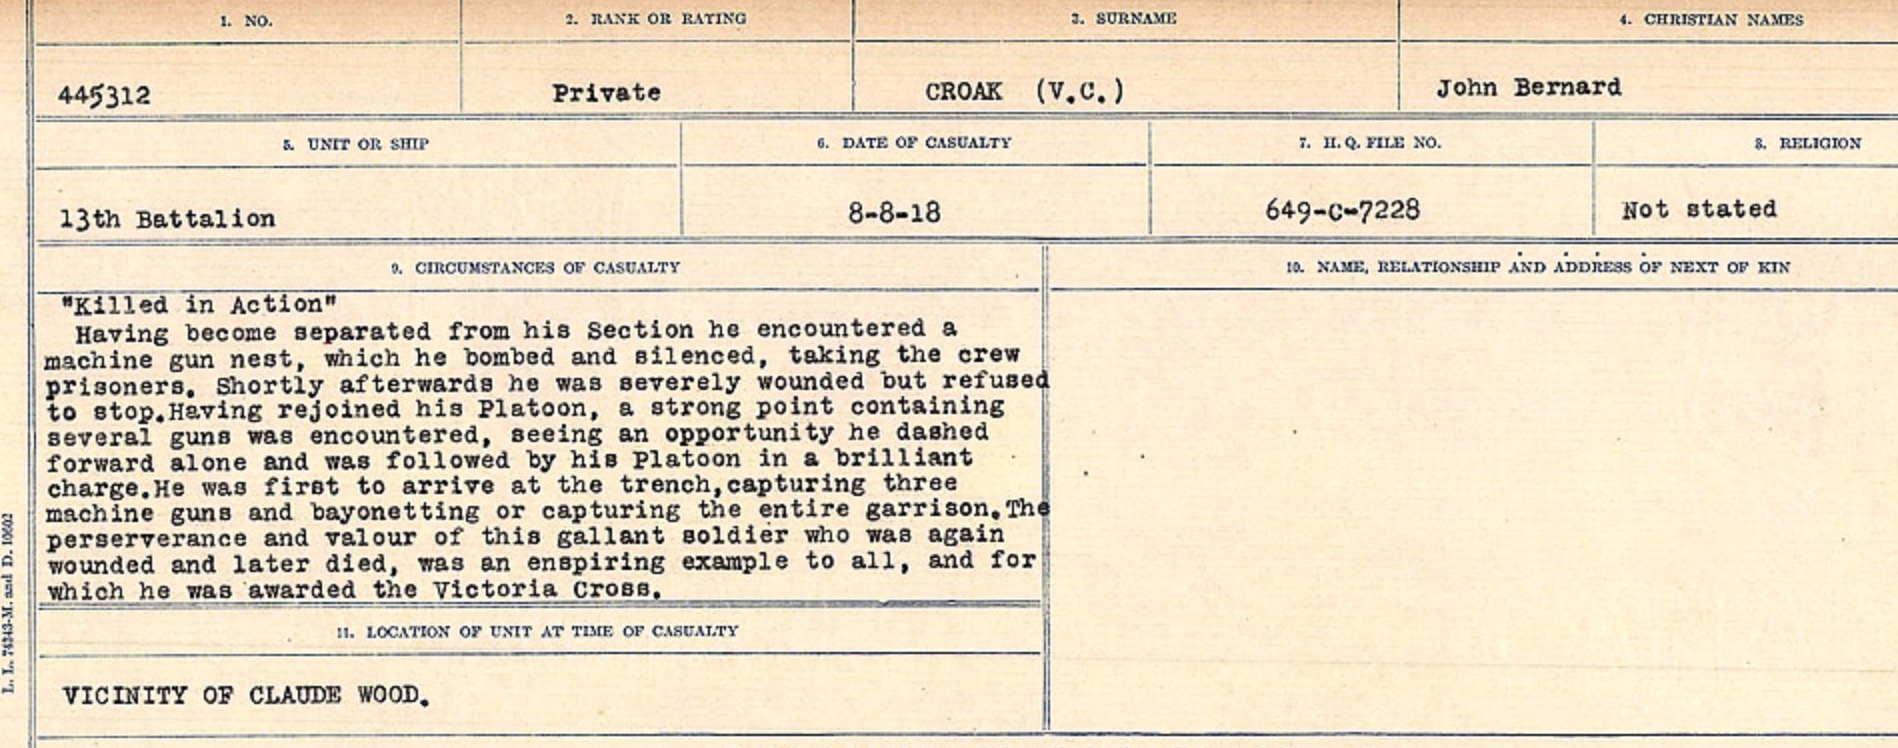 1. NO. 2. RANK OR RATING 3. SURNAME 4. CHRISTIAN NAMES
445312 Private CROAK (V.C.) John Bernard
5. UNIT OR SHIP 6. DATE OF CASUALTY 7. H.Q. FILE NO. 8. RELIGION
13th Battalion 8-8-18 649-C-7228 Not stated
9. CIRCUMSTANCES OF CASUALTY 10. NAME, RELATIONSHIP AND ADDRESS OF NEXT OF KIN
"Killed in Action"
Having become separated from his Section he encountered a
machine gun nest, which he bombed and silenced, taking the crew
prisoners. Shortly afterwards he was severely wounded but refused
to stop.Having rejoined his Platoon, a strong point containing
several guns was encountered, seeing an opportunity he dashed
forward alone and was followed by his Platoon in a brilliant
charge.He was first to arrive at the trench,capturing three
machine guns and bayonetting or capturing the entire garrison.The
perserverance and valour of this gallant soldier who was again
wounded and later died, was an enspiring example to all, and for
which he was awarded the Victoria Cross.
11. LOCATION OF UNIT AT TIME OF CASUALTY
VICINITY OF CLAUDE WOOD.